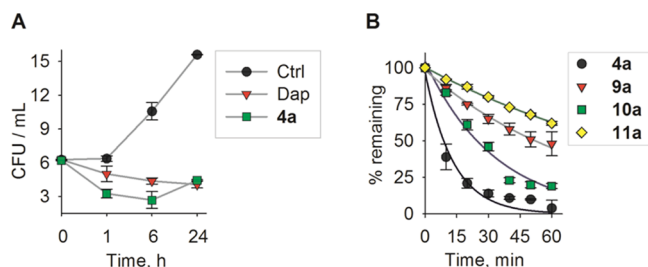 A
CFU / mL
15
12
9
6
3
0
1
6
24
Time, h
Ctrl
Dap
4a
B
% remaining
100
75
50
25
0
0
15
30
45
60
Time, min
4a
9a
10a
11a